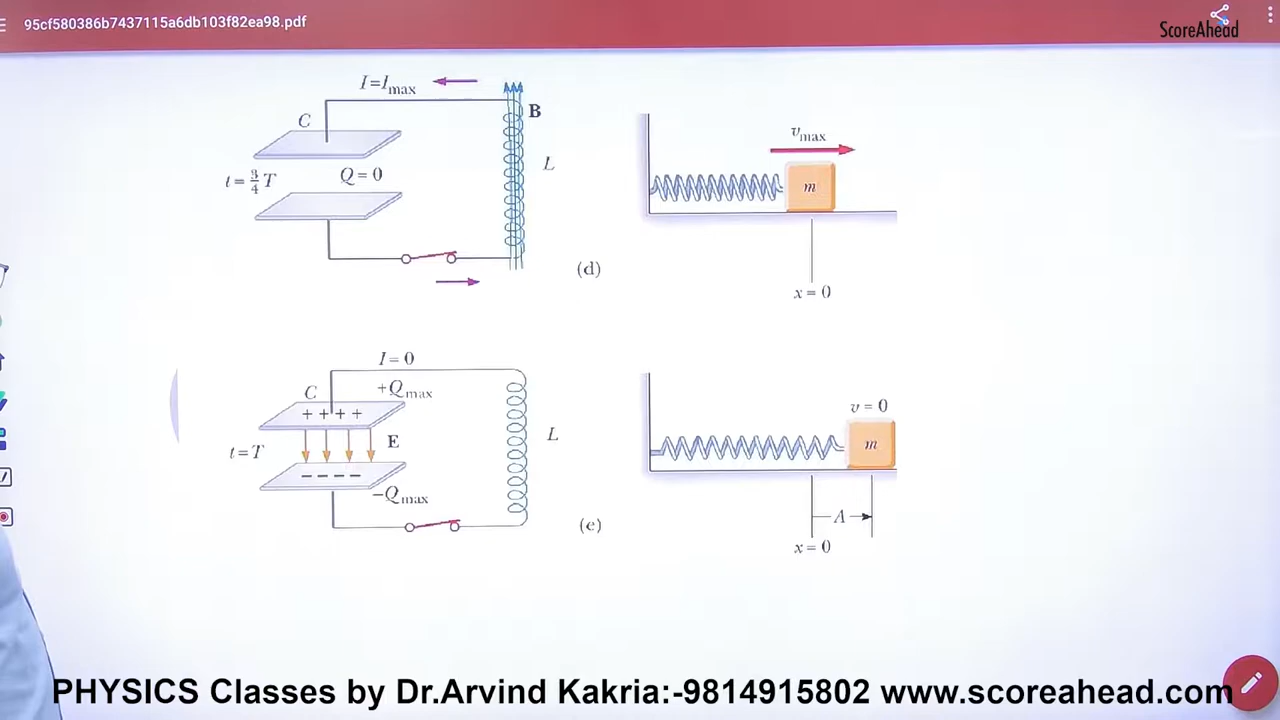 95cf580386b7437115a6db103f82ea98.pdf
ScoreAhead
I = Imax
C
B
L
t = 3/4 T
Q = 0
(d)
vmax
m
x = 0
I = 0
C
+Qmax
+ + + +
E
L
t = T
− − − −
−Qmax
(e)
v = 0
m
A
x = 0
PHYSICS Classes by Dr.Arvind Kakria:-9814915802 www.scoreahead.com